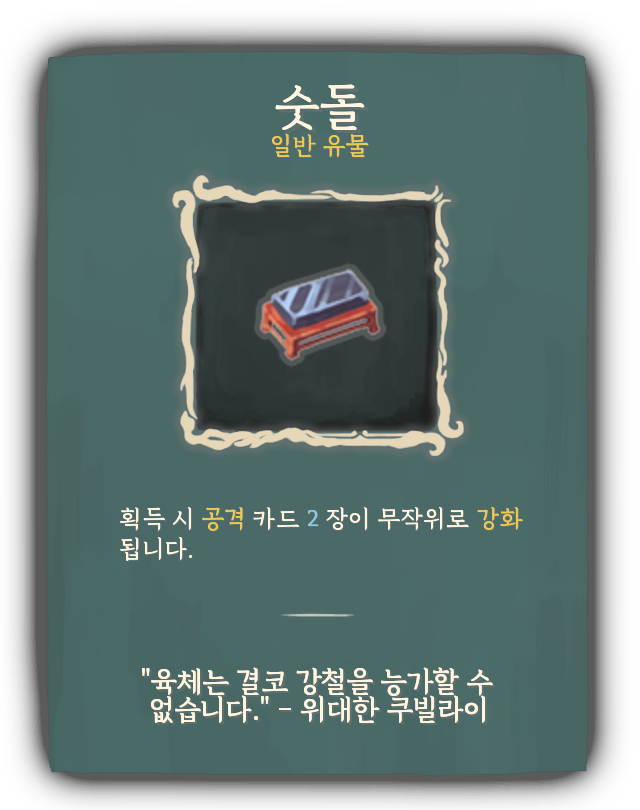 숫돌
일반 유물
획득 시 공격 카드 2 장이 무작위로 강화
됩니다.
"육체는 결코 강철을 능가할 수
없습니다." - 위대한 쿠빌라이